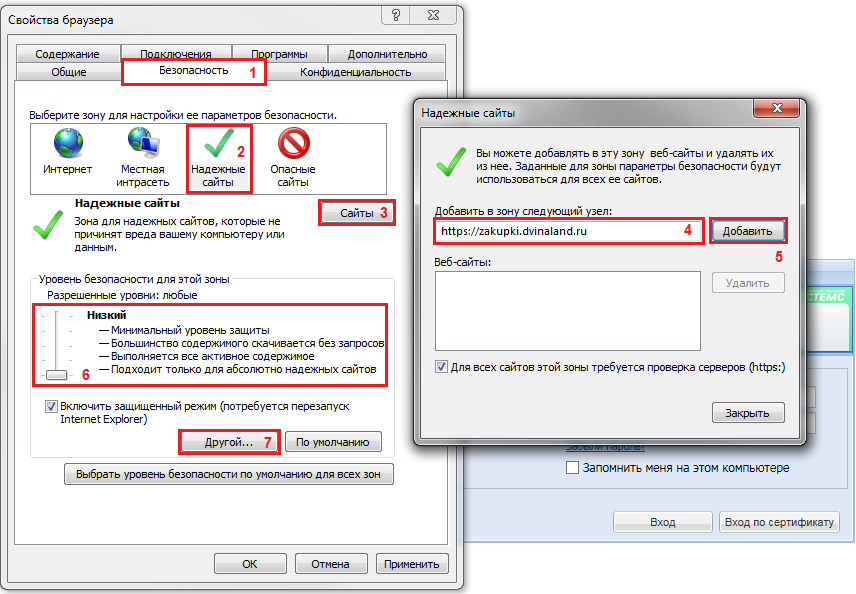 Свойства браузера
Содержание
Подключения
Программы
Дополнительно
Общие
Безопасность 1
Конфиденциальность
Выберите зону для настройки ее параметров безопасности.
Интернет
Местная
интрасеть
2
Надежные
сайты
Опасные
сайты
Надежные сайты
Зона для надежных сайтов, которые не
причинят вреда вашему компьютеру или
данным.
Сайты 3
Уровень безопасности для этой зоны
Разрешенные уровни: любые
Низкий
— Минимальный уровень защиты
— Большинство содержимого скачивается без запросов
— Выполняется все активное содержимое
— Подходит только для абсолютно надежных сайтов
6
Включить защищенный режим (потребуется перезапуск
Internet Explorer)
Другой... 7
По умолчанию
Выбрать уровень безопасности по умолчанию для всех зон
ОК
Отмена
Применить
Надежные сайты
Вы можете добавлять в эту зону веб-сайты и удалять их
из нее. Заданные для зоны параметры безопасности будут
использоваться для всех ее сайтов.
Добавить в зону следующий узел:
https://zakupki.dvinaland.ru 4
Добавить
5
Веб-сайты:
Удалить
Для всех сайтов этой зоны требуется проверка серверов (https:)
Закрыть
СТЕМС
Забыли пароль?
Запомнить меня на этом компьютере
Вход
Вход по сертификату